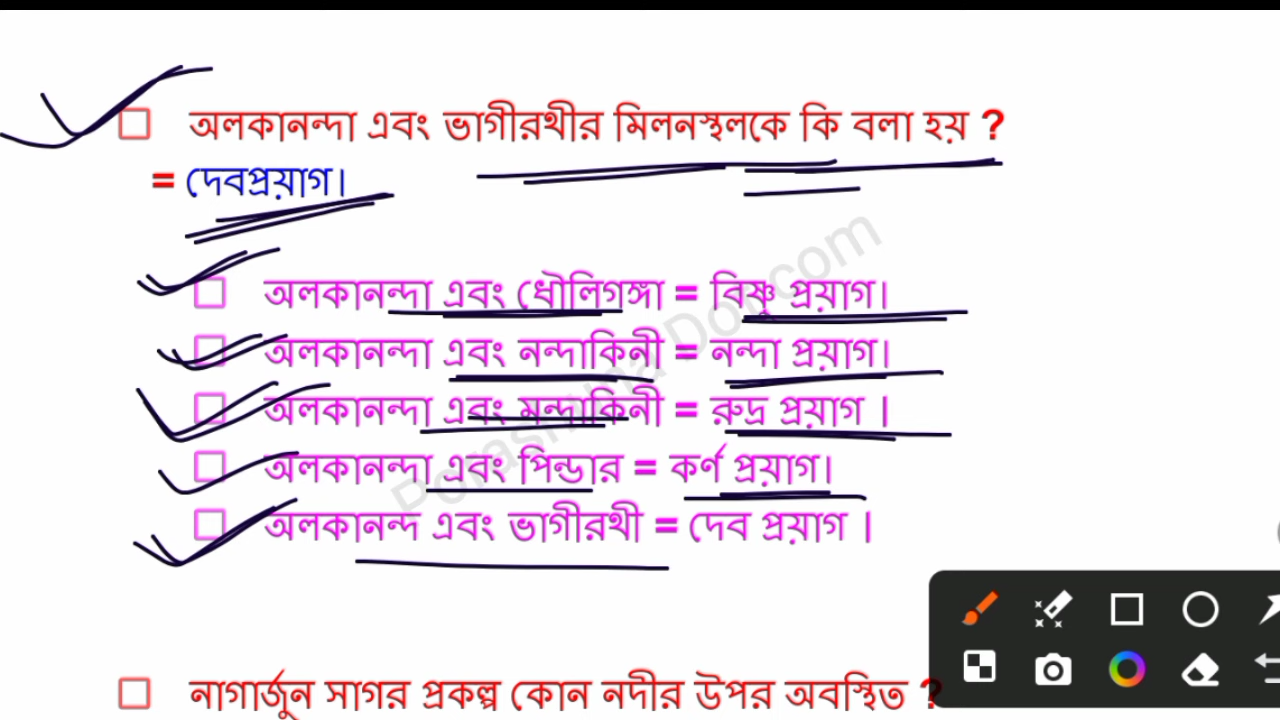 □ অলকানন্দা এবং ভাগীরথীর মিলনস্থলকে কি বলা হয় ?
= দেবপ্রয়াগ।
□ অলকানন্দা এবং ধৌলিগঙ্গা = বিষ্ণু প্রয়াগ।
□ অলকানন্দা এবং নন্দাকিনী = নন্দা প্রয়াগ।
□ অলকানন্দা এবং মন্দাকিনী = রুদ্র প্রয়াগ ।
□ অলকানন্দা এবং পিন্ডার = কর্ণ প্রয়াগ।
□ অলকানন্দ এবং ভাগীরথী = দেব প্রয়াগ ।
□ নাগার্জুন সাগর প্রকল্প কোন নদীর উপর অবস্থিত ?